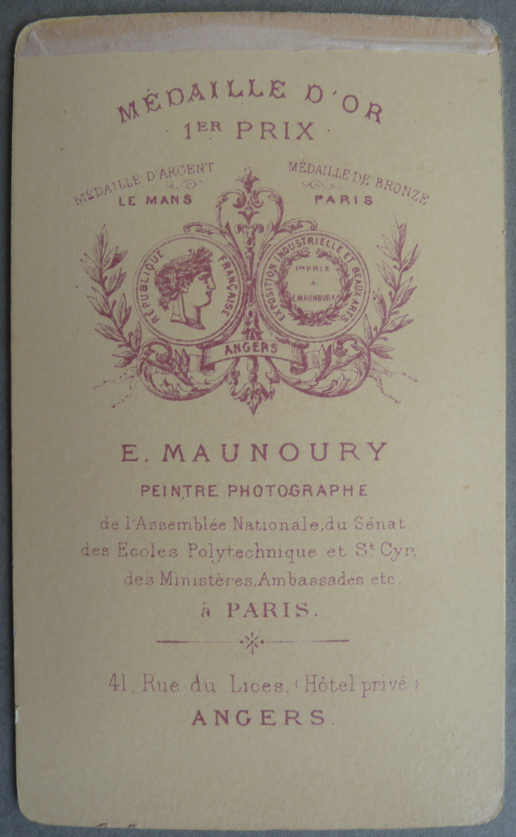 MÉDAILLE D'OR
1ER PRIX
MÉDAILLE D'ARGENT
LE MANS
MÉDAILLE DE BRONZE
PARIS
RÉPUBLIQUE FRANÇAISE
EXPOSITION INDUSTRIELLE ET BEAUX-ARTS
1ER PRIX
A
E. MAUNOURY
ANGERS
E. MAUNOURY
PEINTRE PHOTOGRAPHE
de l'Assemblée Nationale, du Sénat.
des Ecoles Polytechnique et St Cyr,
des Ministères, Ambassades etc.
à PARIS.
41, Rue du Lices, (Hôtel privé)
ANGERS.